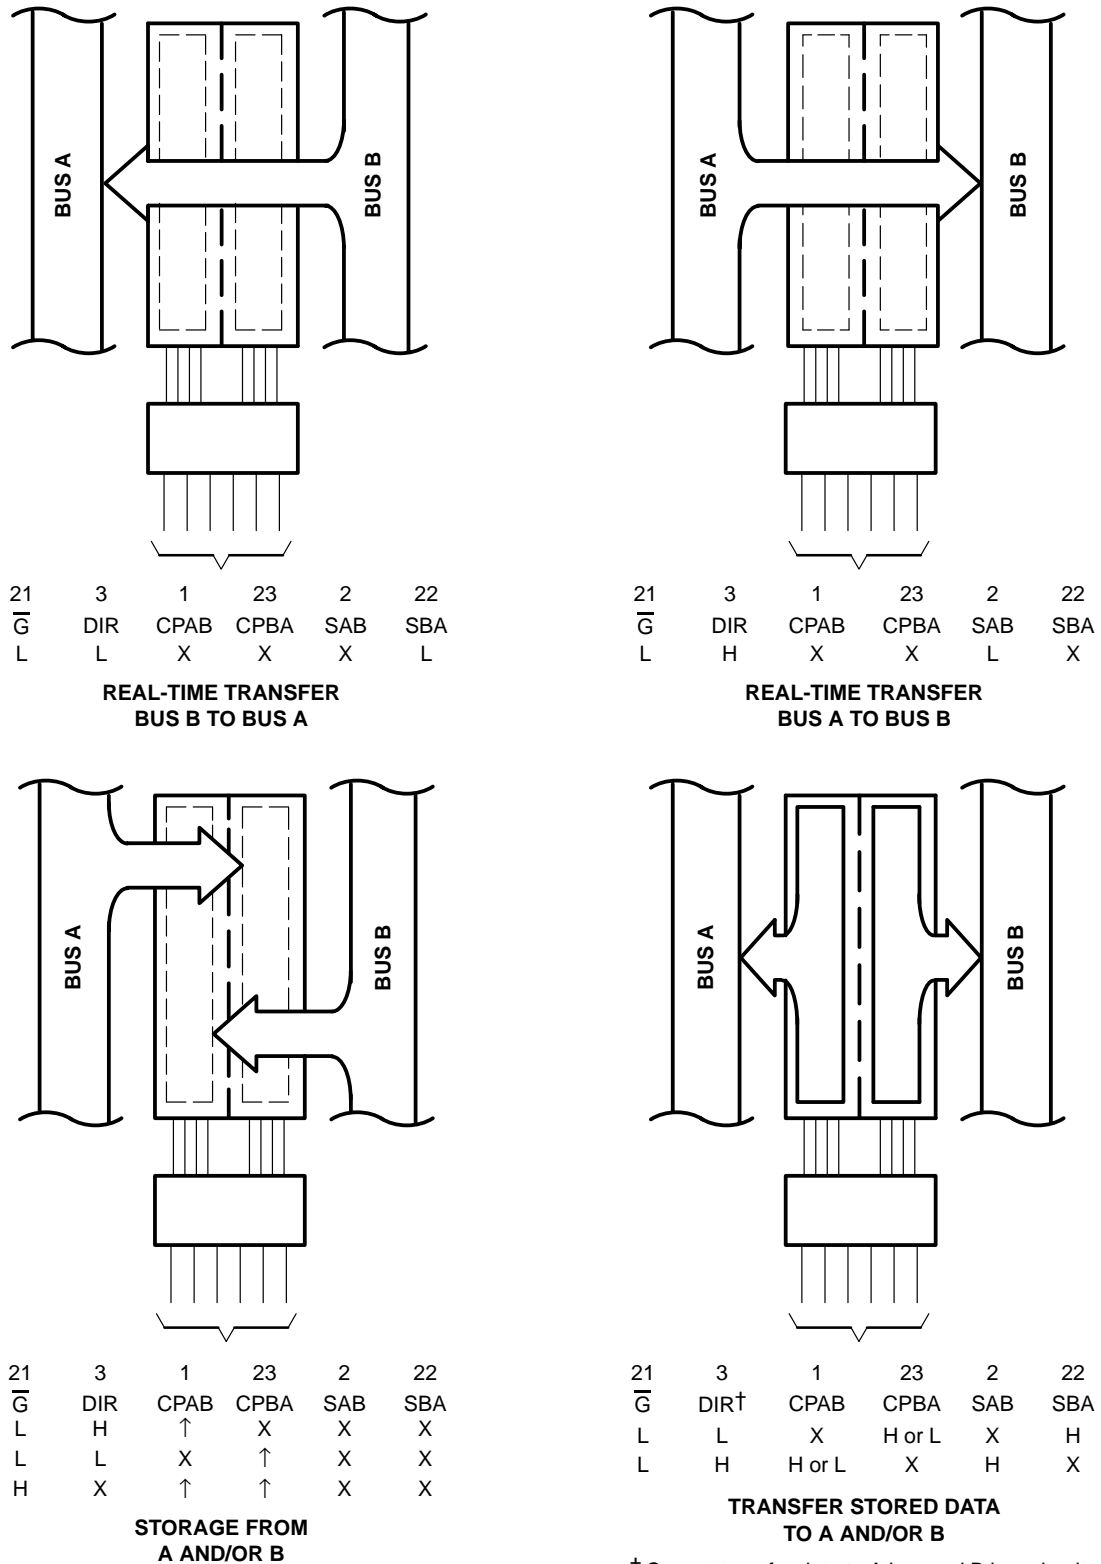 BUS A
BUS B
21 3 1 23 2 22
G̅ DIR CPAB CPBA SAB SBA
L L X X X L
REAL-TIME TRANSFER
BUS B TO BUS A
BUS A
BUS B
21 3 1 23 2 22
G̅ DIR CPAB CPBA SAB SBA
L H X X L X
REAL-TIME TRANSFER
BUS A TO BUS B
BUS A
BUS B
21 3 1 23 2 22
G̅ DIR CPAB CPBA SAB SBA
L H ↑ X X X
L L X ↑ X X
H X ↑ ↑ X X
STORAGE FROM
A AND/OR B
BUS A
BUS B
21 3 1 23 2 22
G̅ DIR† CPAB CPBA SAB SBA
L L X H or L X H
L H H or L X H X
TRANSFER STORED DATA
TO A AND/OR B